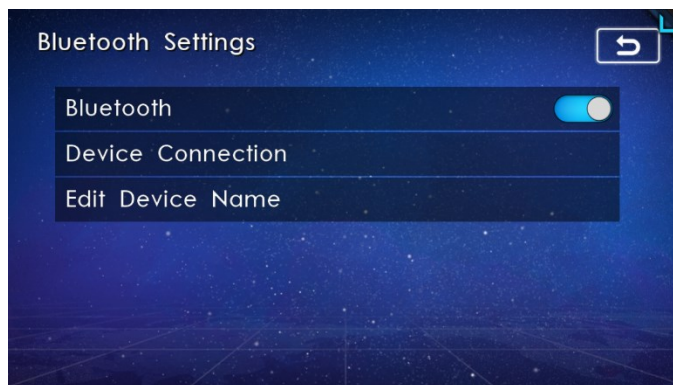 Bluetooth Settings
Bluetooth
Device Connection
Edit Device Name